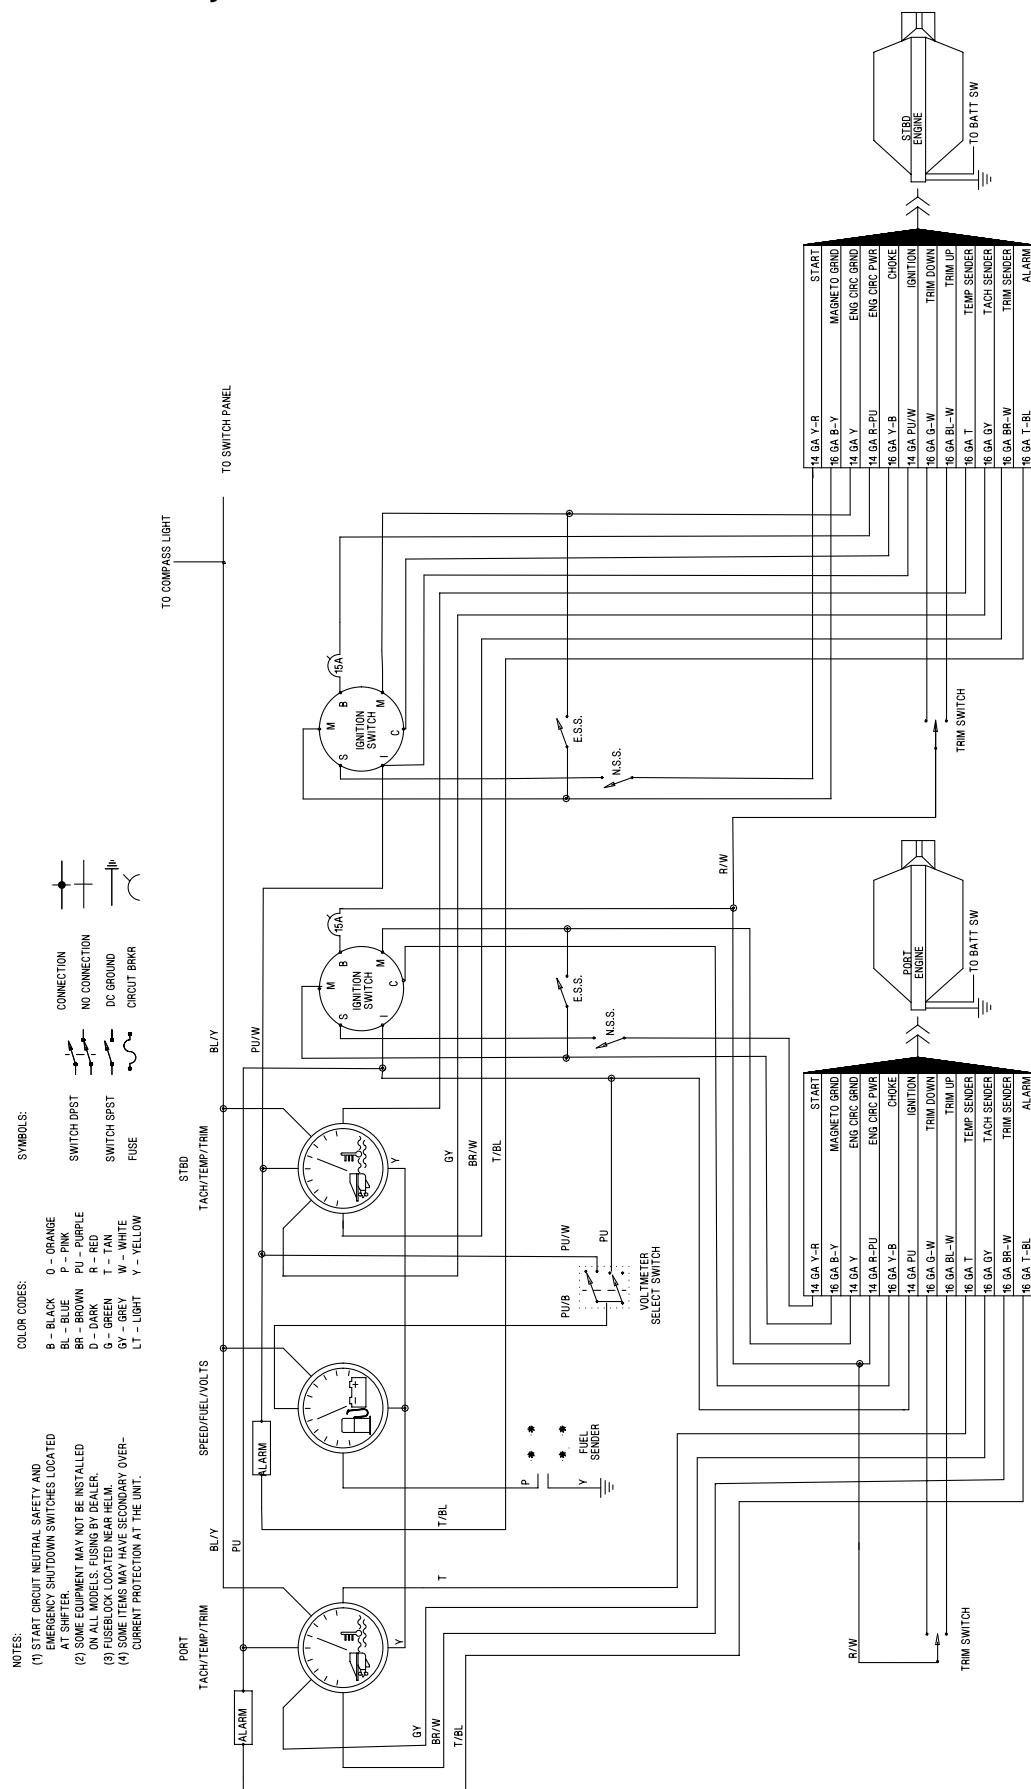 NOTES:
(1) START CIRCUIT NEUTRAL SAFETY AND
EMERGENCY SHUTDOWN SWITCHES LOCATED
AT SHIFTER.
(2) SOME EQUIPMENT MAY NOT BE INSTALLED
ON ALL MODELS. FUSING BY DEALER.
(3) FUSEBLOCK LOCATED NEAR HELM.
(4) SOME ITEMS MAY HAVE SECONDARY OVER-
CURRENT PROTECTION AT THE UNIT.
COLOR CODES:
B - BLACK
BL - BLUE
BR - BROWN
D - DARK
G - GREEN
GY - GREY
LT - LIGHT
O - ORANGE
P - PINK
PU - PURPLE
R - RED
T - TAN
W - WHITE
Y - YELLOW
SYMBOLS:
SWITCH DPST
SWITCH SPST
FUSE
CONNECTION
NO CONNECTION
DC GROUND
CIRCUT BRKR
PORT
TACH/TEMP/TRIM
SPEED/FUEL/VOLTS
STBD
TACH/TEMP/TRIM
TO COMPASS LIGHT
TO SWITCH PANEL
BL/Y
PU
BL/Y
PU/W
ALARM
ALARM
Y
Y
GY
BR/W
T/BL
T
T/BL
GY
BR/W
T/BL
P
Y
FUEL
SENDER
PU/B
PU/W
PU
VOLTMETER
SELECT SWITCH
S
M
B
I
C
M
IGNITION
SWITCH
15A
N.S.S.
E.S.S.
S
M
B
I
C
M
IGNITION
SWITCH
15A
N.S.S.
E.S.S.
R/W
R/W
TRIM SWITCH
TRIM SWITCH
14 GA Y-R START
16 GA B-Y MAGNETO GRND
14 GA Y ENG CIRC GRND
14 GA R-PU ENG CIRC PWR
16 GA Y-B CHOKE
14 GA PU IGNITION
16 GA G-W TRIM DOWN
16 GA BL-W TRIM UP
16 GA T TEMP SENDER
16 GA GY TACH SENDER
16 GA BR-W TRIM SENDER
16 GA T-BL ALARM
PORT
ENGINE
TO BATT SW
14 GA Y-R START
16 GA B-Y MAGNETO GRND
14 GA Y ENG CIRC GRND
14 GA R-PU ENG CIRC PWR
16 GA Y-B CHOKE
14 GA PU/W IGNITION
16 GA G-W TRIM DOWN
16 GA BL-W TRIM UP
16 GA T TEMP SENDER
16 GA GY TACH SENDER
16 GA BR-W TRIM SENDER
16 GA T-BL ALARM
STBD
ENGINE
TO BATT SW